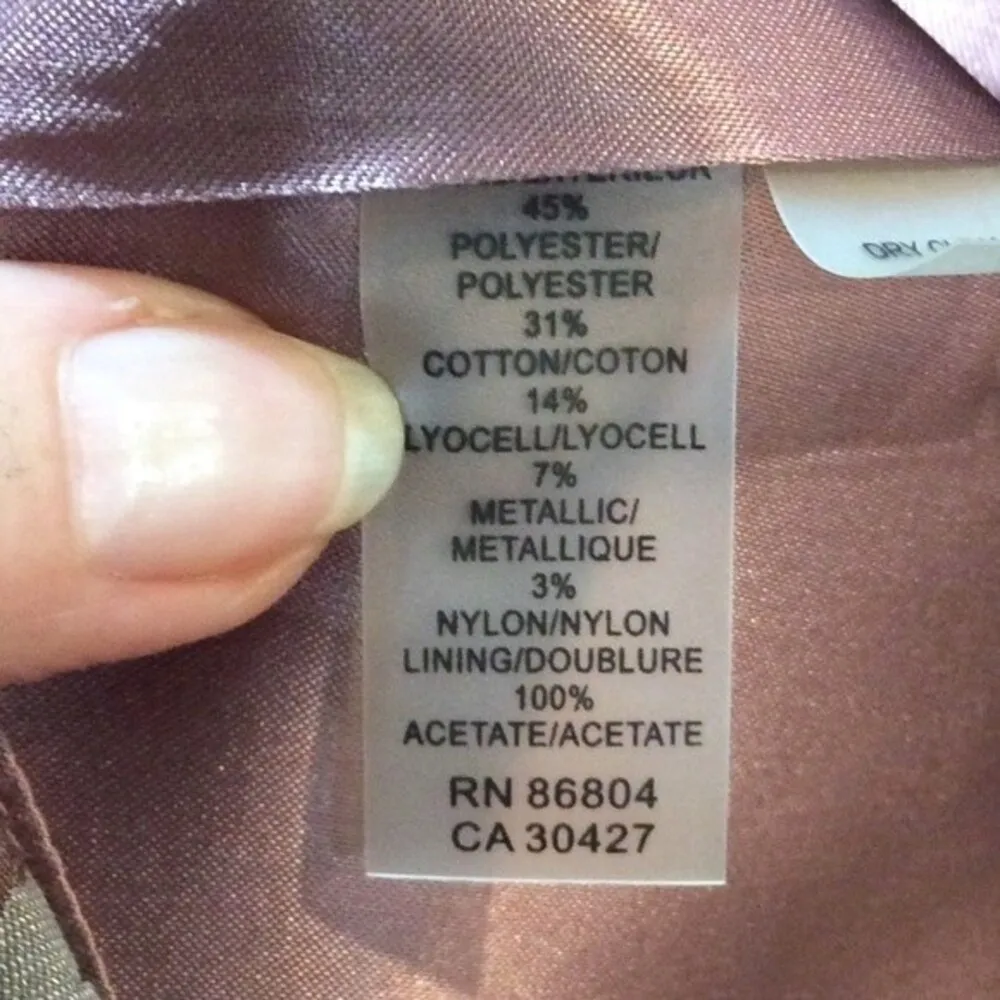 45%
POLYESTER/
POLYESTER
31%
COTTON/COTON
14%
LYOCELL/LYOCELL
7%
METALLIC/
METALLIQUE
3%
NYLON/NYLON
LINING/DOUBLURE
100%
ACETATE/ACETATE
RN 86804
CA 30427
DRY